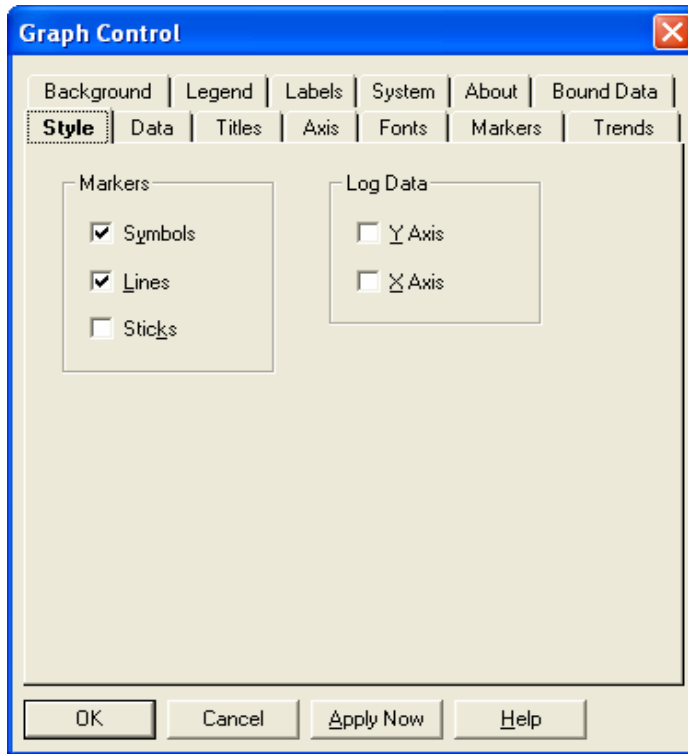 Graph Control
Background Legend Labels System About Bound Data
Style Data Titles Axis Fonts Markers Trends
Markers Log Data
Symbols Y Axis
Lines X Axis
Sticks
OK Cancel Apply Now Help